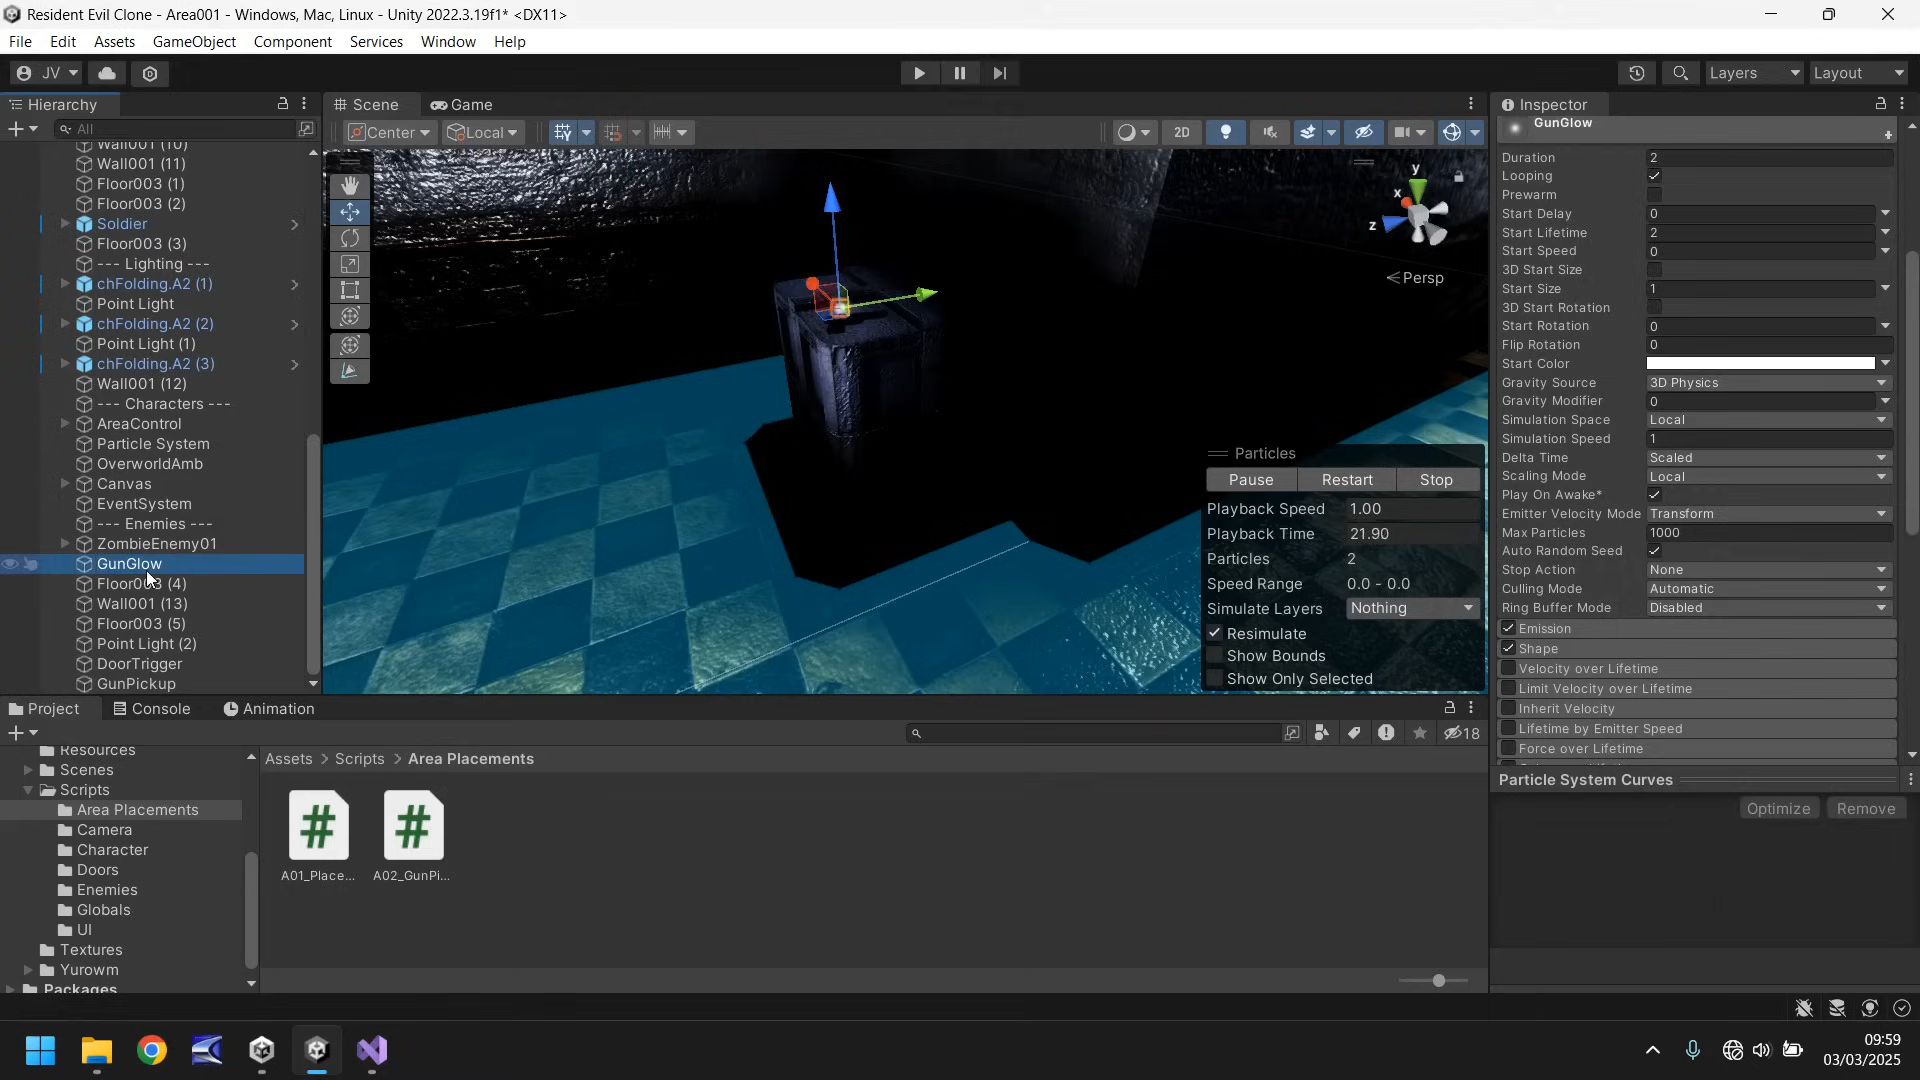 Resident Evil Clone - Area001 - Windows, Mac, Linux - Unity 2022.3.19f1* <DX11>
File Edit Assets GameObject Component Services Window Help
JV Layers Layout
Hierarchy
All
Wall001 (10)
Wall001 (11)
Floor003 (1)
Floor003 (2)
Soldier
Floor003 (3)
--- Lighting ---
chFolding.A2 (1)
Point Light
chFolding.A2 (2)
Point Light (1)
chFolding.A2 (3)
Wall001 (12)
--- Characters ---
AreaControl
Particle System
OverworldAmb
Canvas
EventSystem
--- Enemies ---
ZombieEnemy01
GunGlow
Floor003 (4)
Wall001 (13)
Floor003 (5)
Point Light (2)
DoorTrigger
GunPickup
Scene Game
Center Local 2D
y
x
z
Persp
Particles
Pause Restart Stop
Playback Speed 1.00
Playback Time 21.90
Particles 2
Speed Range 0.0 - 0.0
Simulate Layers Nothing
Resimulate
Show Bounds
Show Only Selected
Inspector
GunGlow
Duration 2
Looping
Prewarm
Start Delay 0
Start Lifetime 2
Start Speed 0
3D Start Size
Start Size 1
3D Start Rotation
Start Rotation 0
Flip Rotation 0
Start Color
Gravity Source 3D Physics
Gravity Modifier 0
Simulation Space Local
Simulation Speed 1
Delta Time Scaled
Scaling Mode Local
Play On Awake*
Emitter Velocity Mode Transform
Max Particles 1000
Auto Random Seed
Stop Action None
Culling Mode Automatic
Ring Buffer Mode Disabled
Emission
Shape
Velocity over Lifetime
Limit Velocity over Lifetime
Inherit Velocity
Lifetime by Emitter Speed
Force over Lifetime
Particle System Curves
Optimize Remove
Project Console Animation
18
Resources
Scenes
Scripts
Area Placements
Camera
Character
Doors
Enemies
Globals
UI
Textures
Yurowm
Packages
Assets > Scripts > Area Placements
A01_Place... A02_GunPi...
09:59
03/03/2025